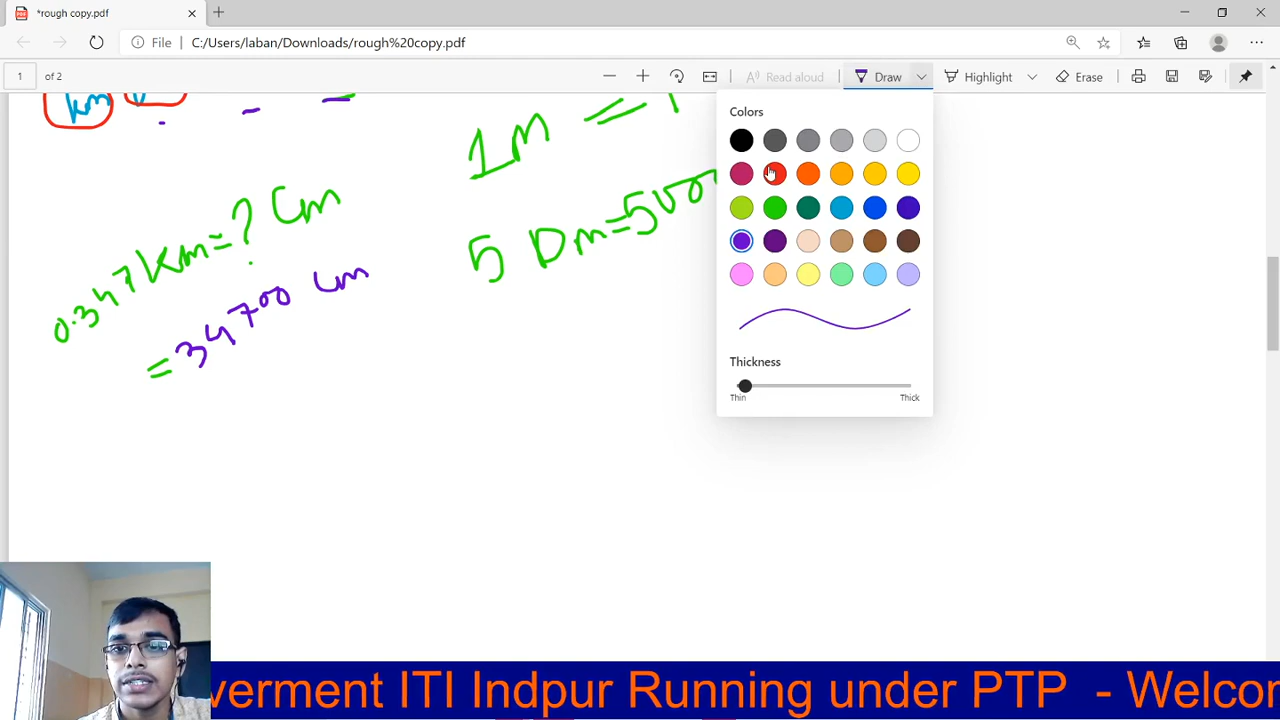 *rough copy.pdf
File C:/Users/laban/Downloads/rough%20copy.pdf
1 of 2
Read aloud
Draw
Highlight
Erase
km
1m =
Colors
0.347 Km = ? Cm
5 Dm = 500
= 34700 cm
Thickness
Thin
Thick
verment ITI Indpur Running under PTP - Welcor